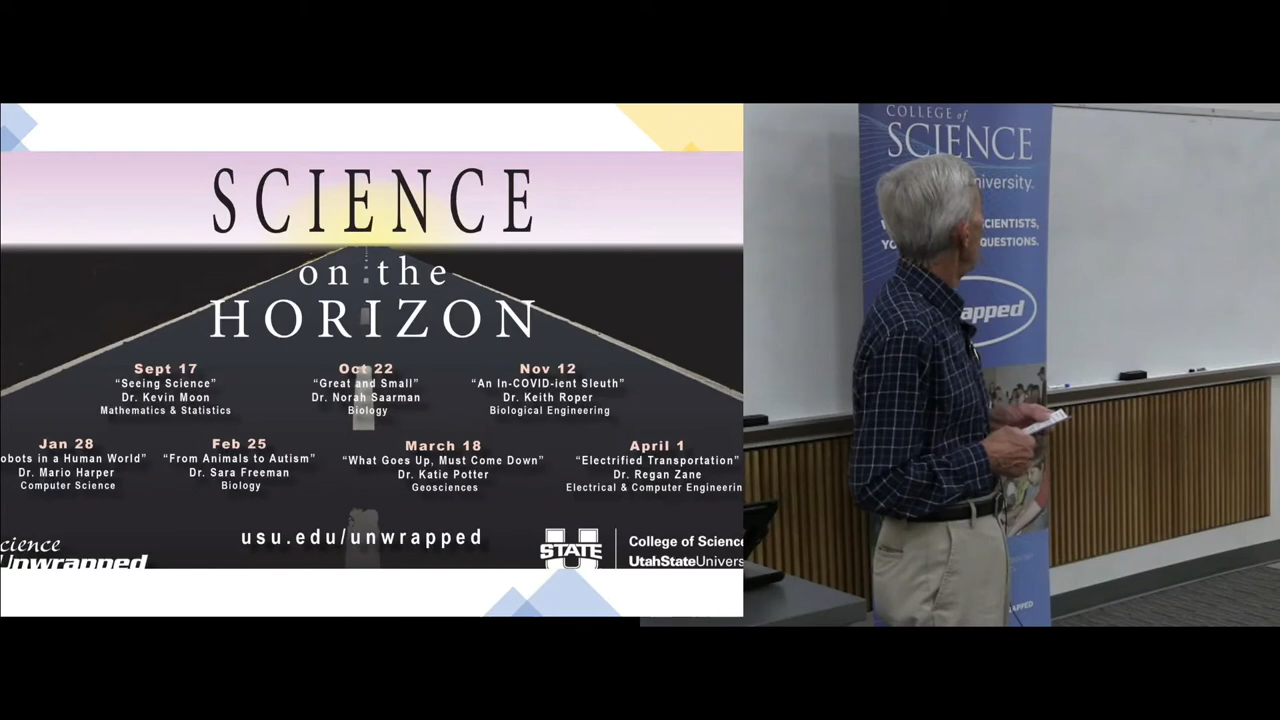 SCIENCE
on the
HORIZON
Sept 17
"Seeing Science"
Dr. Kevin Moon
Mathematics & Statistics
Oct 22
"Great and Small"
Dr. Norah Saarman
Biology
Nov 12
"An In-COVID-ient Sleuth"
Dr. Keith Roper
Biological Engineering
Jan 28
obots in a Human World"
Dr. Mario Harper
Computer Science
Feb 25
"From Animals to Autism"
Dr. Sara Freeman
Biology
March 18
"What Goes Up, Must Come Down"
Dr. Katie Potter
Geosciences
April 1
"Electrified Transportation"
Dr. Regan Zane
Electrical & Computer Engineerin
cience
Unwrapped
usu.edu/unwrapped
U STATE
College of Science
UtahStateUnivers
COLLEGE of
SCIENCE
niversity
CIENTISTS,
YO QUESTIONS.
apped
APPED